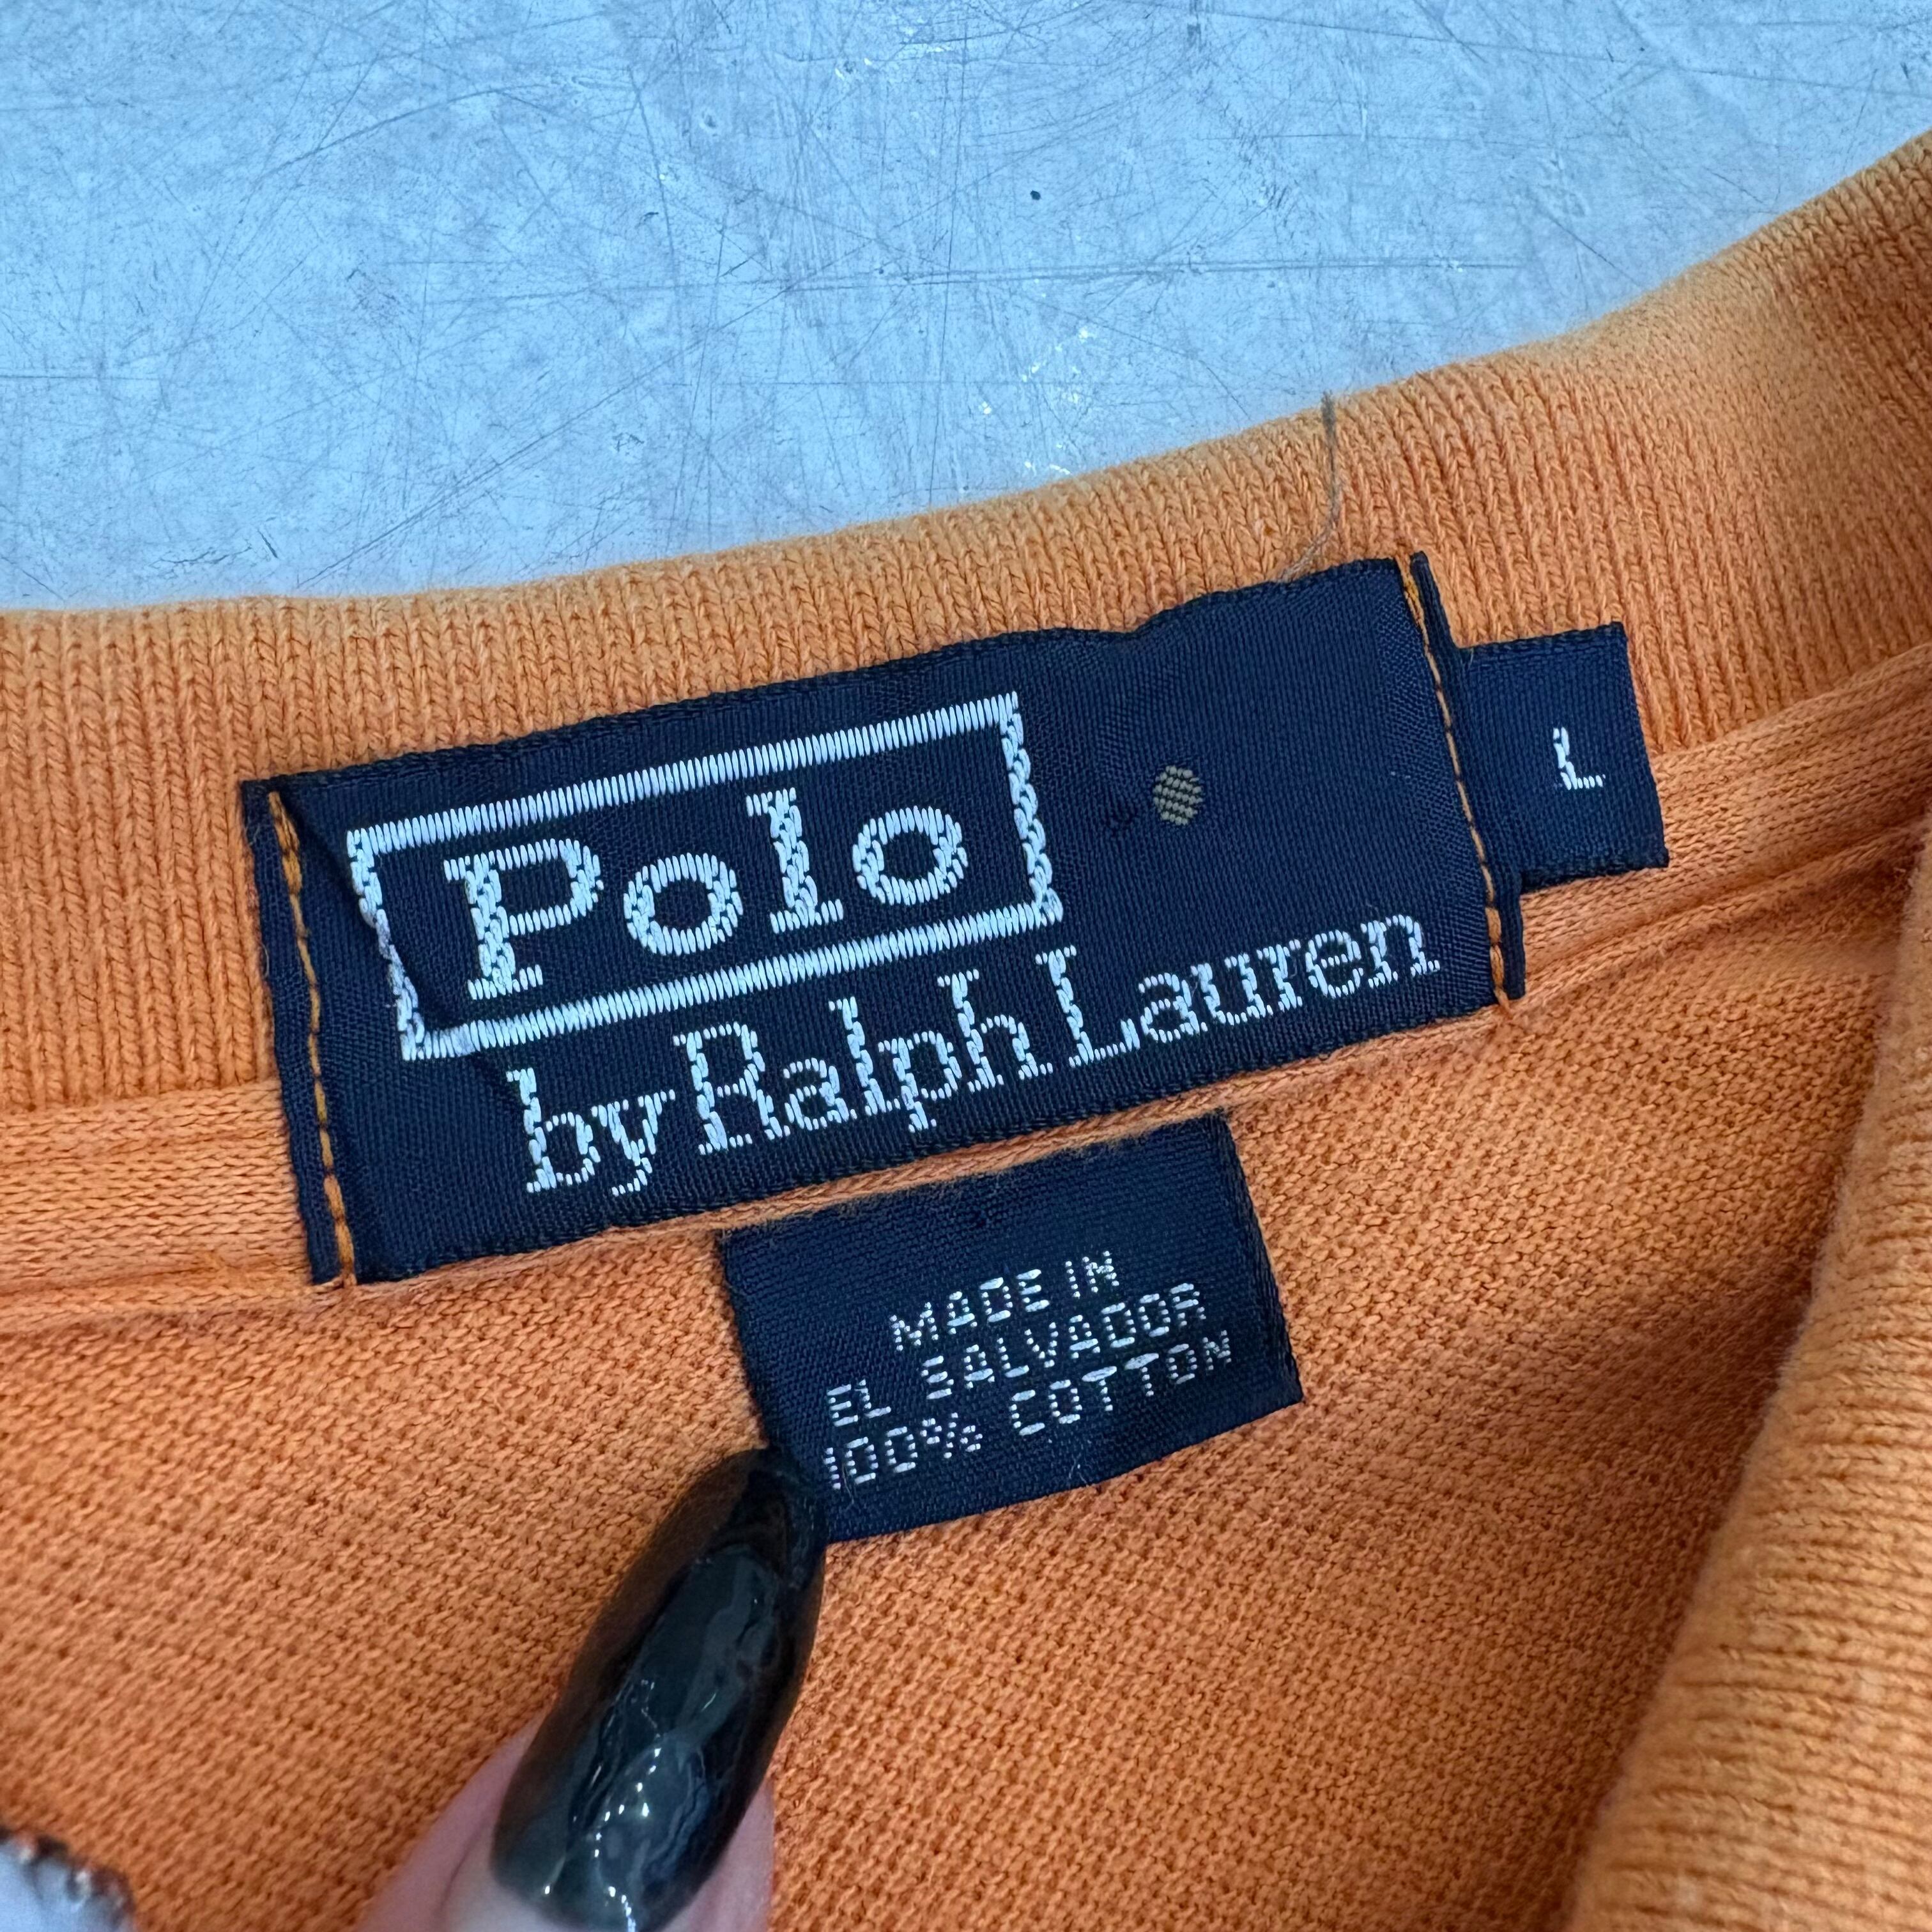 Polo
by Ralph Lauren
L
MADE IN
EL SALVADOR
100% COTTON